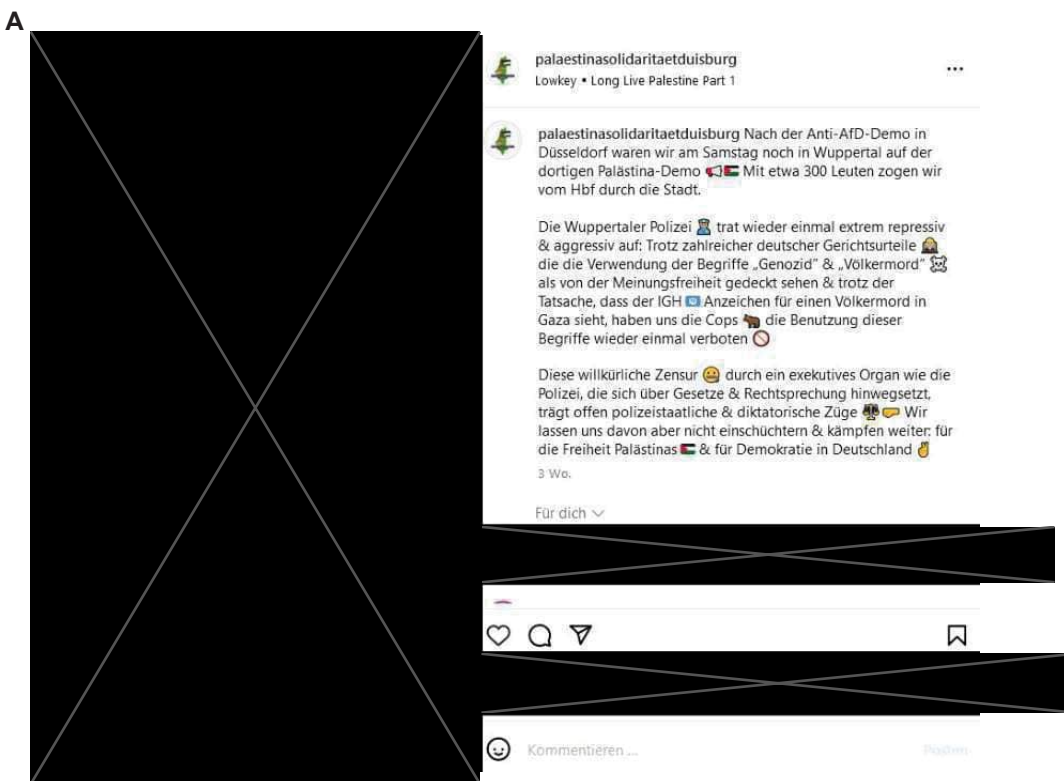 A
palaestinasolidaritaetduisburg
Lowkey • Long Live Palestine Part 1
palaestinasolidaritaetduisburg Nach der Anti-AfD-Demo in
Düsseldorf waren wir am Samstag noch in Wuppertal auf der
dortigen Palästina-Demo 📢🇵🇸 Mit etwa 300 Leuten zogen wir
vom Hbf durch die Stadt.
Die Wuppertaler Polizei 👮 trat wieder einmal extrem repressiv
& aggressiv auf: Trotz zahlreicher deutscher Gerichtsurteile 👩‍⚖️
die die Verwendung der Begriffe „Genozid“ & „Völkermord“ ☠️
als von der Meinungsfreiheit gedeckt sehen & trotz der
Tatsache, dass der IGH 🇺🇳 Anzeichen für einen Völkermord in
Gaza sieht, haben uns die Cops 🐂 die Benutzung dieser
Begriffe wieder einmal verboten 🚫
Diese willkürliche Zensur 🤐 durch ein exekutives Organ wie die
Polizei, die sich über Gesetze & Rechtsprechung hinwegsetzt,
trägt offen polizeistaatliche & diktatorische Züge Wir
lassen uns davon aber nicht einschüchtern & kämpfen weiter: für
die Freiheit Palästinas 🇵🇸 & für Demokratie in Deutschland ✌️
3 Wo.
Für dich
Kommentieren ...
Posten